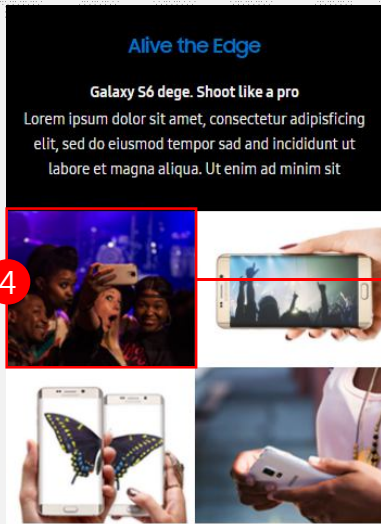 Alive the Edge
Galaxy S6 dege. Shoot like a pro
Lorem ipsum dolor sit amet, consectetur adipisficing
elit, sed do eiusmod tempor sad and incididunt ut
labore et magna aliqua. Ut enim ad minim sit
4